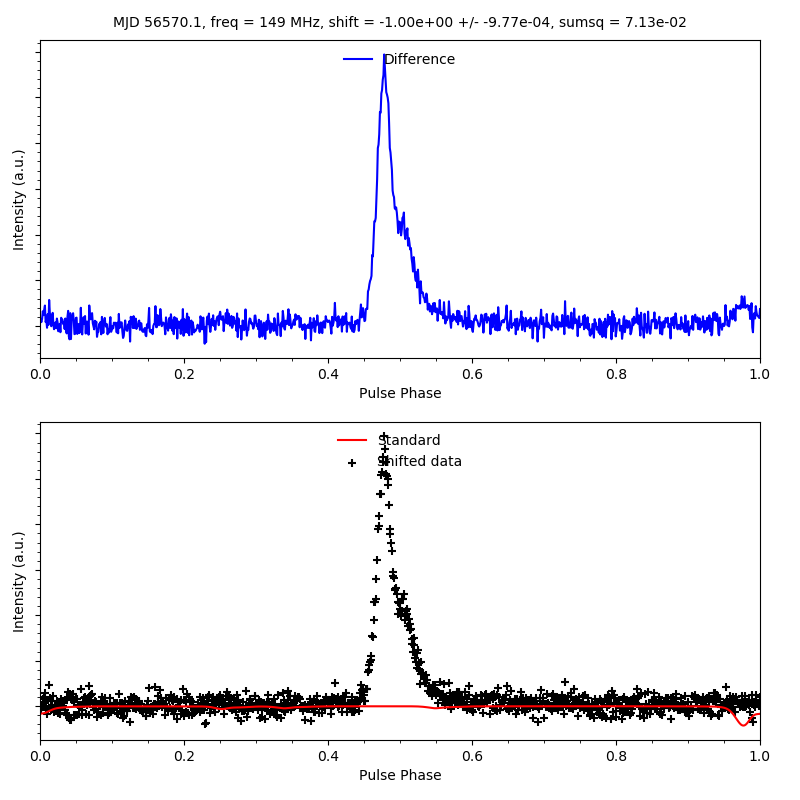 MJD 56570.1, freq = 149 MHz, shift = -1.00e+00 +/- -9.77e-04, sumsq = 7.13e-02
Difference
Intensity (a.u.)
0.0 0.2 0.4 0.6 0.8 1.0
Pulse Phase
Standard
Shifted data
Intensity (a.u.)
0.0 0.2 0.4 0.6 0.8 1.0
Pulse Phase